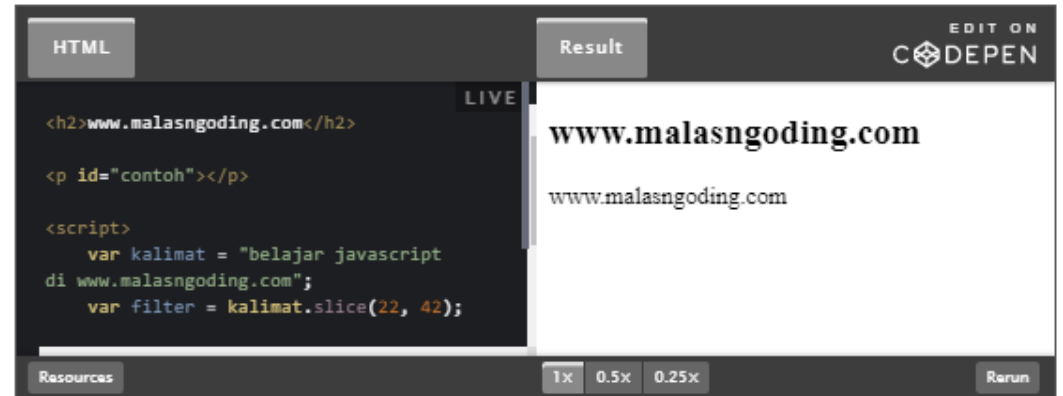 HTML
Result
EDIT ON
CODEPEN
LIVE
<h2>www.malasngoding.com</h2>
<p id="contoh"></p>
<script>
var kalimat = "belajar javascript
di www.malasngoding.com";
var filter = kalimat.slice(22, 42);
www.malasngoding.com
www.malasngoding.com
Resources
1x 0.5x 0.25x
Rerun